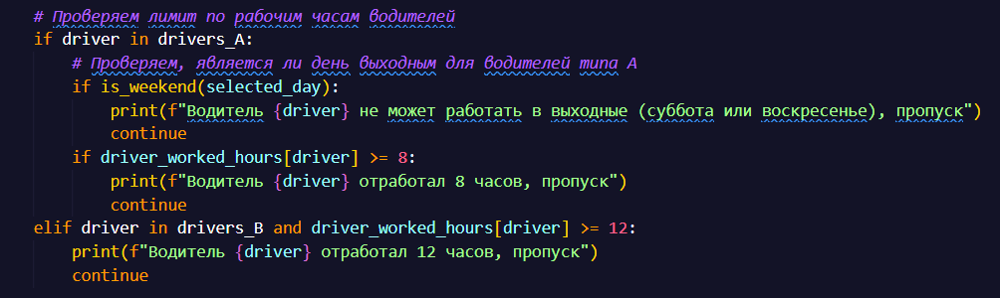 # Проверяем лимит по рабочим часам водителей
if driver in drivers_A:
# Проверяем, является ли день выходным для водителей типа A
if is_weekend(selected_day):
print(f"Водитель {driver} не может работать в выходные (суббота или воскресенье), пропуск")
continue
if driver_worked_hours[driver] >= 8:
print(f"Водитель {driver} отработал 8 часов, пропуск")
continue
elif driver in drivers_B and driver_worked_hours[driver] >= 12:
print(f"Водитель {driver} отработал 12 часов, пропуск")
continue